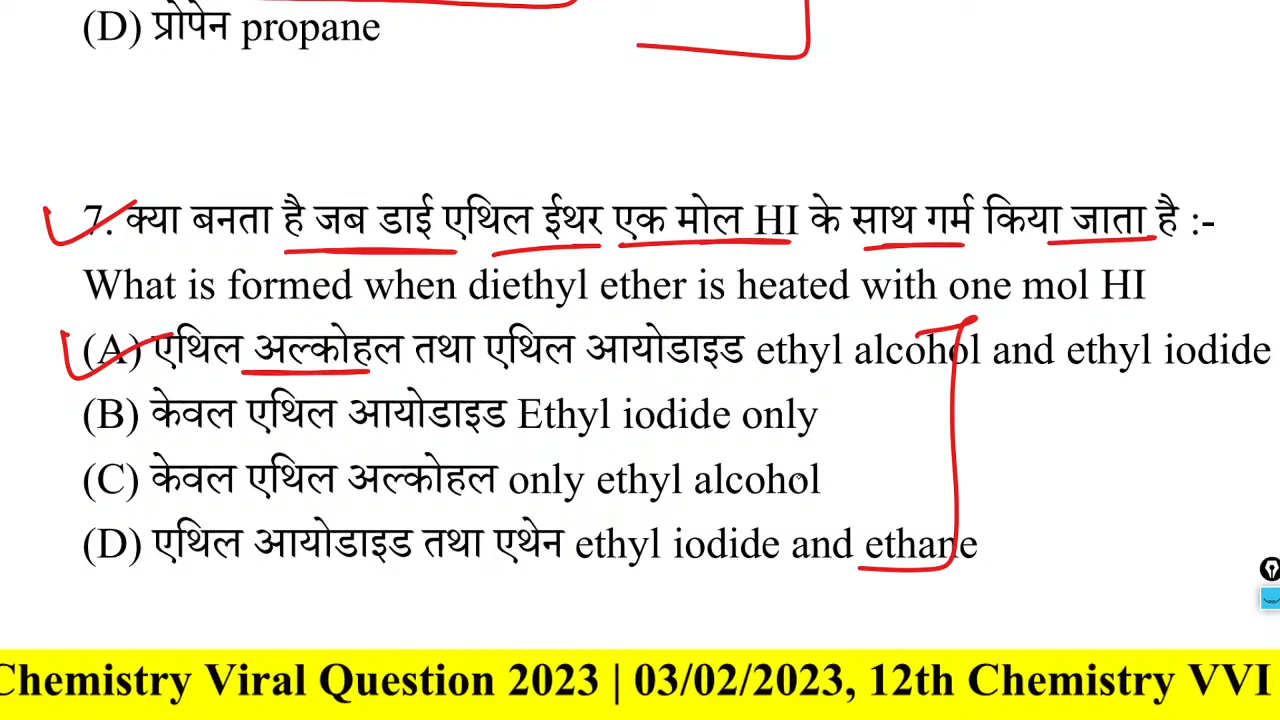 (D) प्रोपेन propane
7. क्या बनता है जब डाई एथिल ईथर एक मोल HI के साथ गर्म किया जाता है :-
What is formed when diethyl ether is heated with one mol HI
(A) एथिल अल्कोहल तथा एथिल आयोडाइड ethyl alcohol and ethyl iodide
(B) केवल एथिल आयोडाइड Ethyl iodide only
(C) केवल एथिल अल्कोहल only ethyl alcohol
(D) एथिल आयोडाइड तथा एथेन ethyl iodide and ethane
Chemistry Viral Question 2023 | 03/02/2023, 12th Chemistry VVI